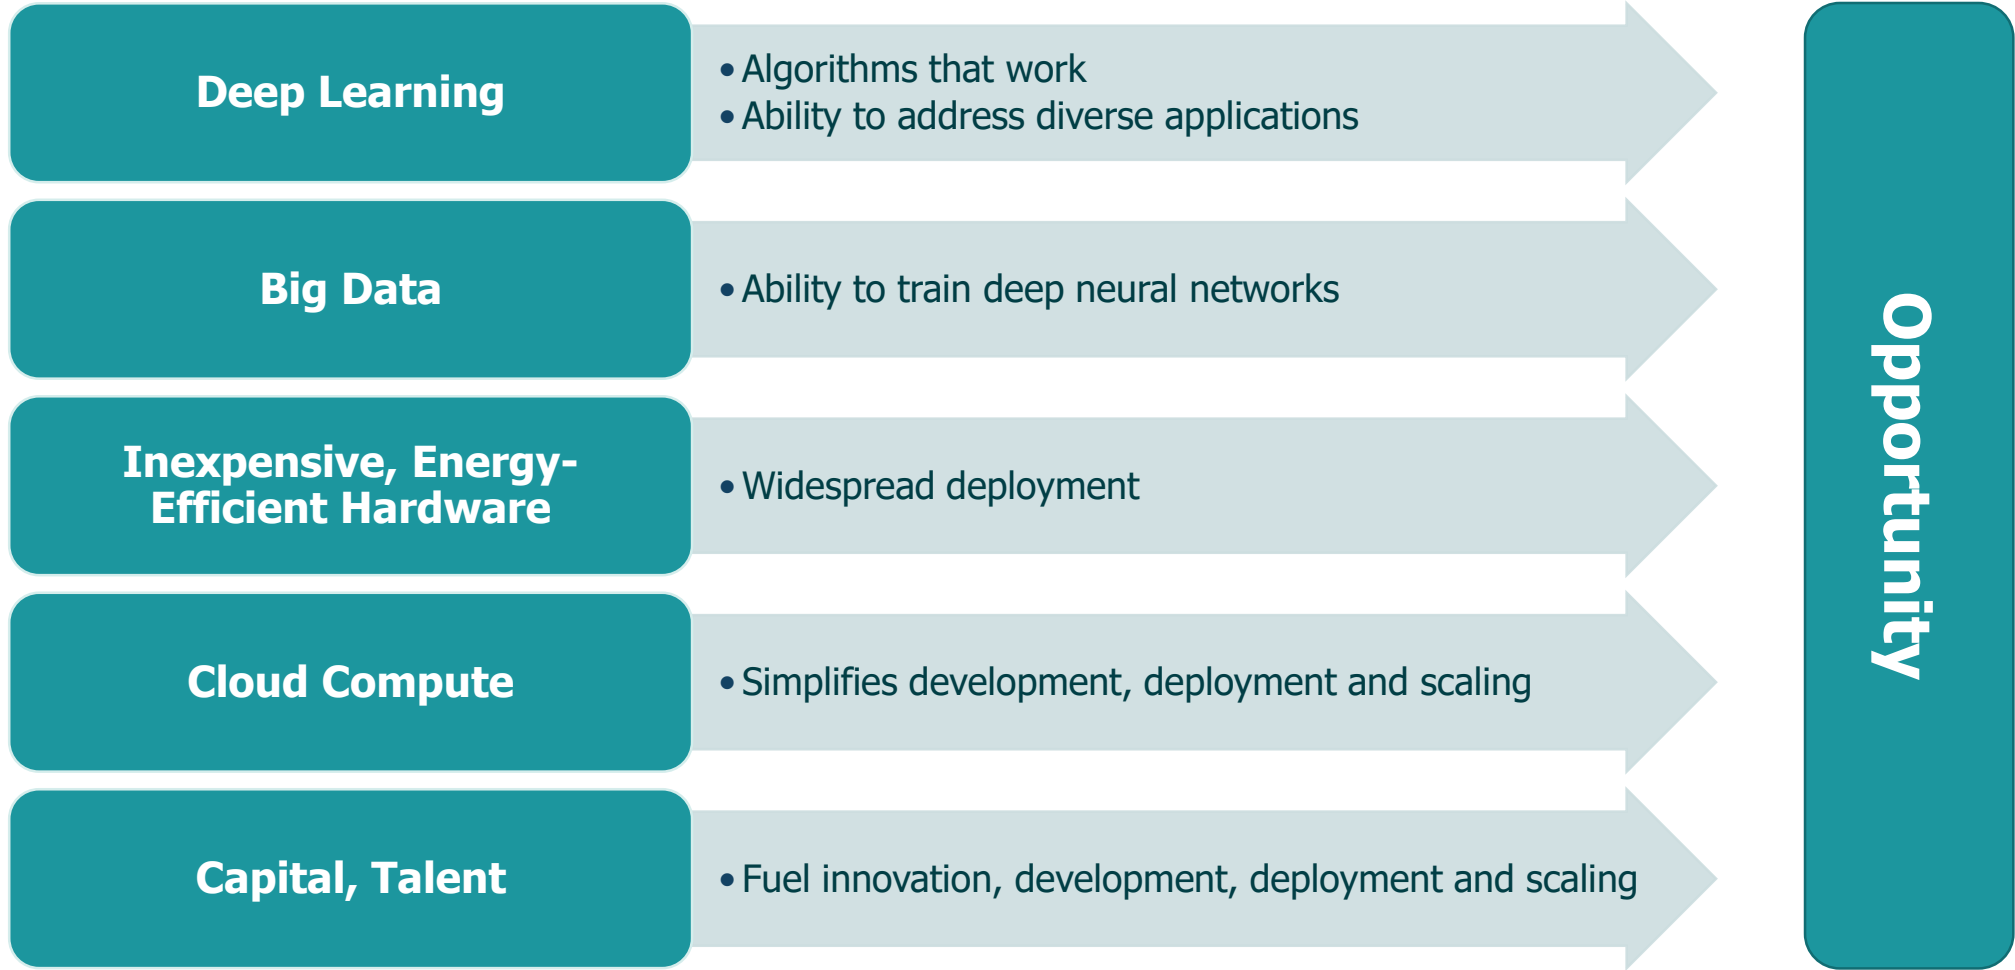 Deep Learning
• Algorithms that work
• Ability to address diverse applications
Big Data
• Ability to train deep neural networks
Inexpensive, Energy-
Efficient Hardware
• Widespread deployment
Cloud Compute
• Simplifies development, deployment and scaling
Capital, Talent
• Fuel innovation, development, deployment and scaling
Opportunity